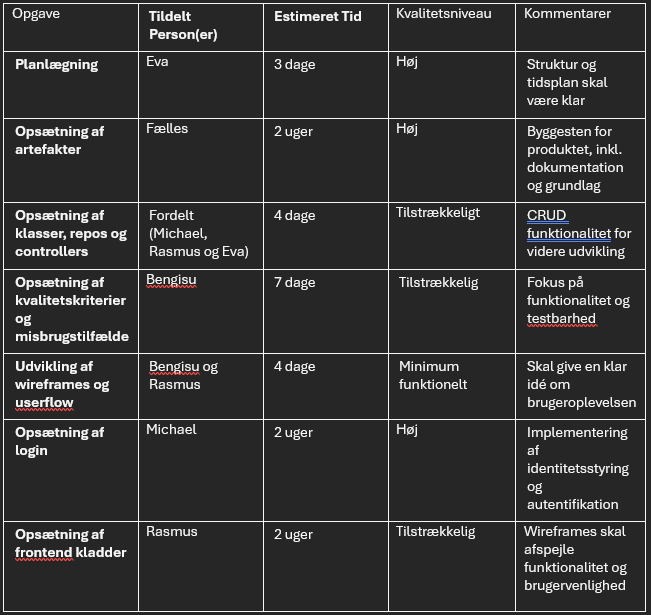 Opgave
Tildelt
Person(er)
Estimeret Tid
Kvalitetsniveau
Kommentarer
Planlægning
Eva
3 dage
Høj
Struktur og
tidsplan skal
være klar
Opsætning af
artefakter
Fælles
2 uger
Høj
Byggesten for
produktet, inkl.
dokumentation
og grundlag
Opsætning af
klasser, repos og
controllers
Fordelt
(Michael,
Rasmus og Eva)
4 dage
Tilstrækkeligt
CRUD
funktionalitet for
videre udvikling
Opsætning af
kvalitetskriterier
og
misbrugstilfælde
Bengisu
7 dage
Tilstrækkelig
Fokus på
funktionalitet og
testbarhed
Udvikling af
wireframes og
userflow
Bengisu og
Rasmus
4 dage
Minimum
funktionelt
Skal give en klar
idé om
brugeroplevelsen
Opsætning af
login
Michael
2 uger
Høj
Implementering
af
identitetsstyring
og
autentifikation
Opsætning af
frontend kladder
Rasmus
2 uger
Tilstrækkelig
Wireframes skal
afspejle
funktionalitet og
brugervenlighed